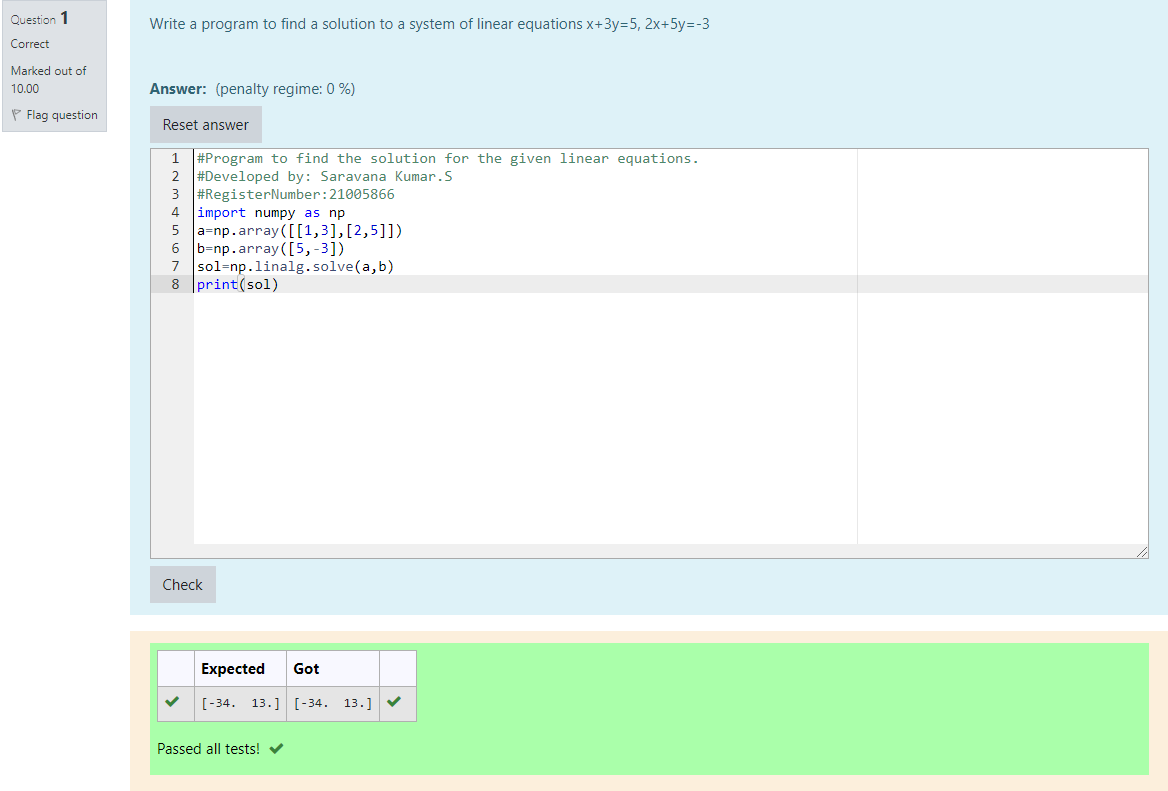 Question 1
Correct
Marked out of
10.00
Flag question
Write a program to find a solution to a system of linear equations x+3y=5, 2x+5y=-3
Answer: (penalty regime: 0 %)
Reset answer
1 #Program to find the solution for the given linear equations.
2 #Developed by: Saravana Kumar.S
3 #RegisterNumber:21005866
4 import numpy as np
5 a=np.array([[1,3],[2,5]])
6 b=np.array([5,-3])
7 sol=np.linalg.solve(a,b)
8 print(sol)
Check
Expected Got
[-34.  13.] [-34.  13.]
Passed all tests!